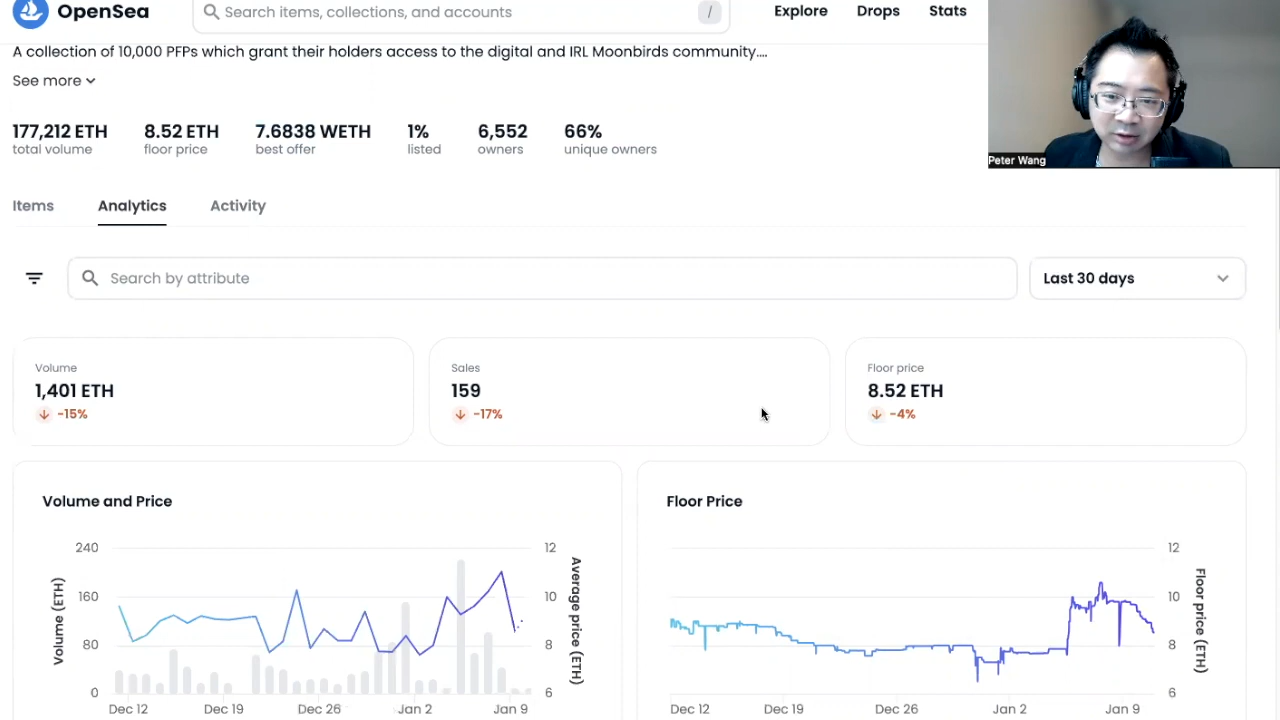 OpenSea
Search items, collections, and accounts
/
Explore
Drops
Stats
A collection of 10,000 PFPs which grant their holders access to the digital and IRL Moonbirds community....
See more
177,212 ETH
total volume
8.52 ETH
floor price
7.6838 WETH
best offer
1%
listed
6,552
owners
66%
unique owners
Peter Wang
Items
Analytics
Activity
Search by attribute
Last 30 days
Volume
1,401 ETH
-15%
Sales
159
-17%
Floor price
8.52 ETH
-4%
Volume and Price
240
160
80
0
Volume (ETH)
12
10
8
6
Average price (ETH)
Dec 12
Dec 19
Dec 26
Jan 2
Jan 9
Floor Price
12
10
8
6
Floor price (ETH)
Dec 12
Dec 19
Dec 26
Jan 2
Jan 9